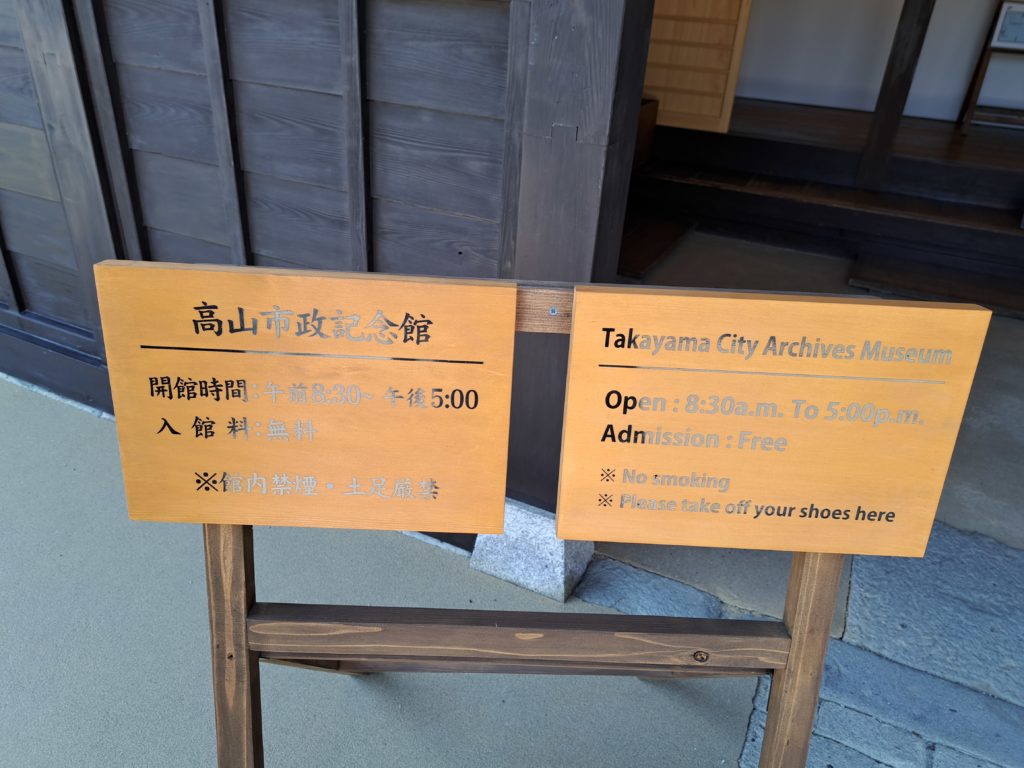 高山市政記念館
開館時間：午前8:30~ 午後5:00
入館料：無料
※館内禁煙・土足厳禁
Takayama City Archives Museum
Open : 8:30a.m. To 5:00p.m.
Admission : Free
※ No smoking
※ Please take off your shoes here